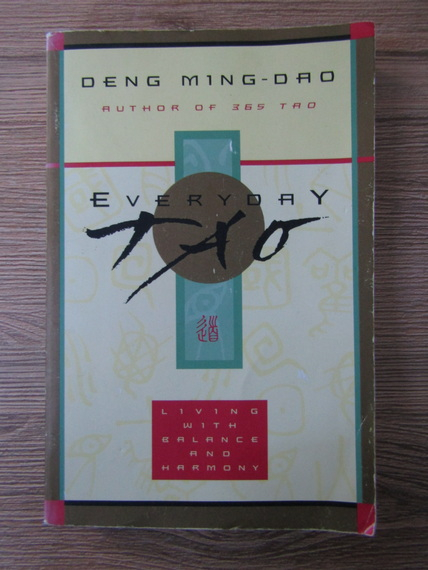 DENG MING-DAO
AUTHOR OF 365 TAO
EVERYDAY
TAO
道
LIVING
WITH
BALANCE
AND
HARMONY